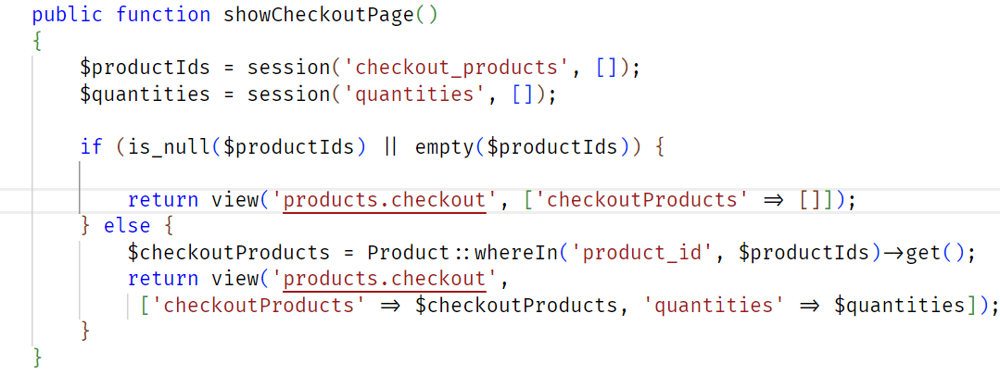 public function showCheckoutPage()
{
    $productIds = session('checkout_products', []);
    $quantities = session('quantities', []);

    if (is_null($productIds) || empty($productIds)) {

        return view('products.checkout', ['checkoutProducts' => []]);
    } else {
        $checkoutProducts = Product::whereIn('product_id', $productIds)->get();
        return view('products.checkout',
         ['checkoutProducts' => $checkoutProducts, 'quantities' => $quantities]);
    }
}